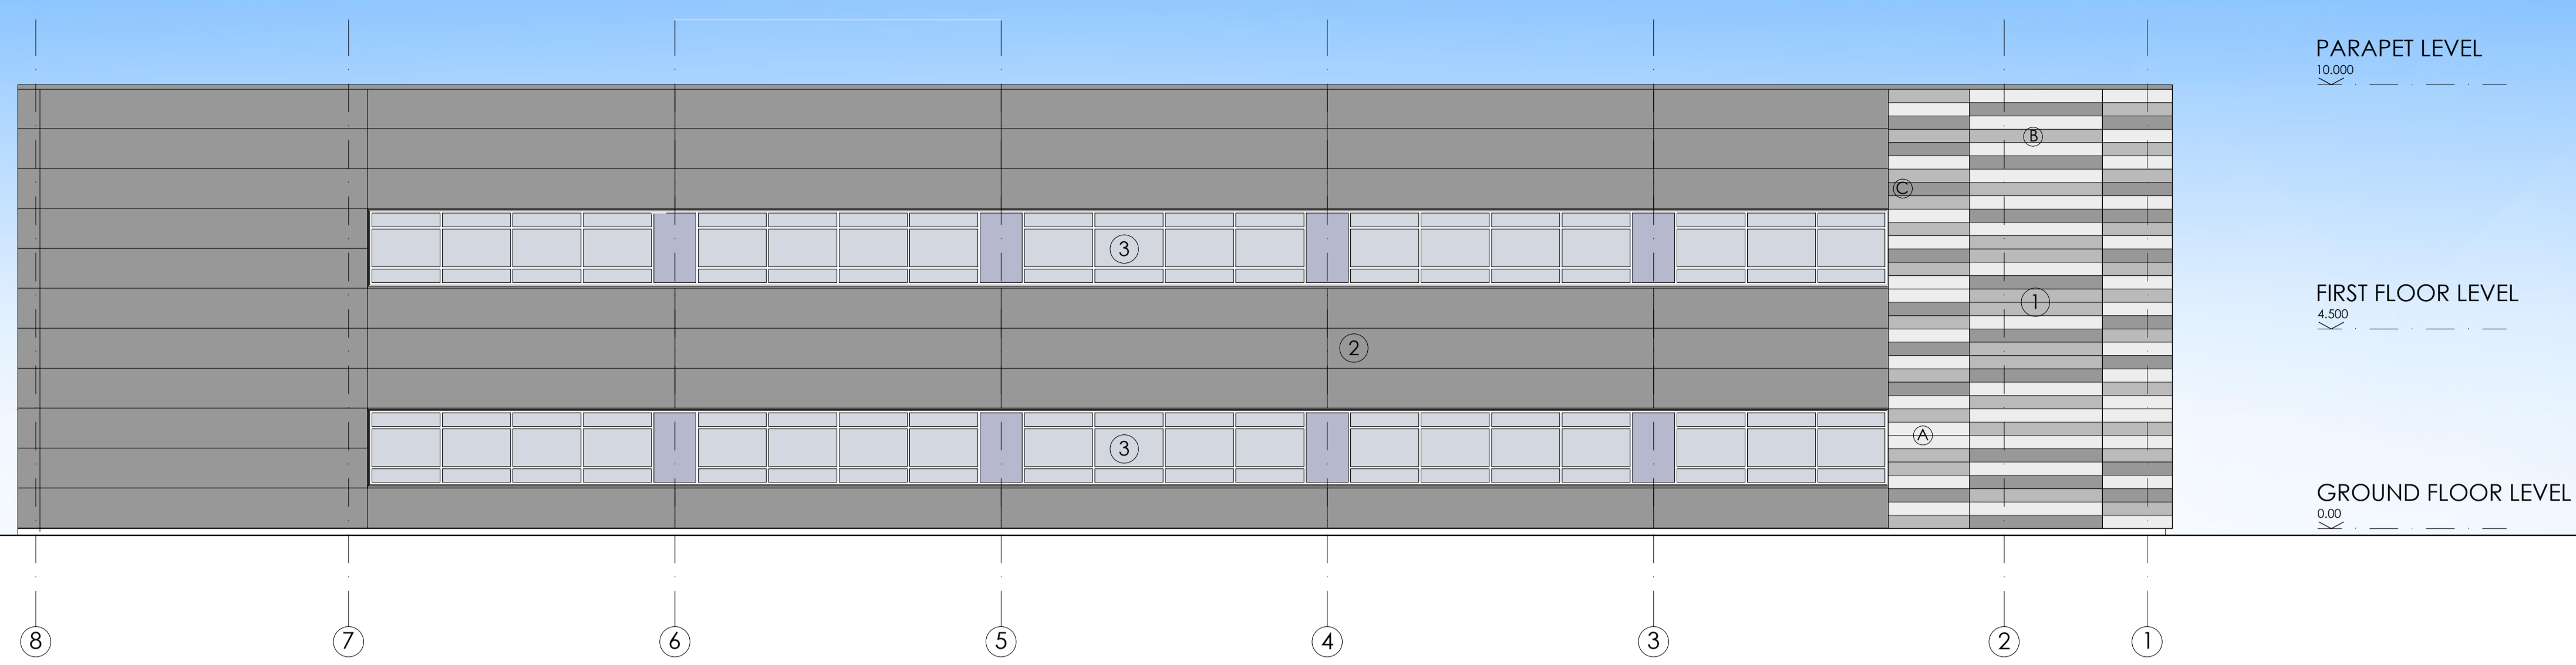 PARAPET LEVEL
10.000
B
C
3
FIRST FLOOR LEVEL
4.500
1
2
A
3
GROUND FLOOR LEVEL
0.00
8 7 6 5 4 3 2 1